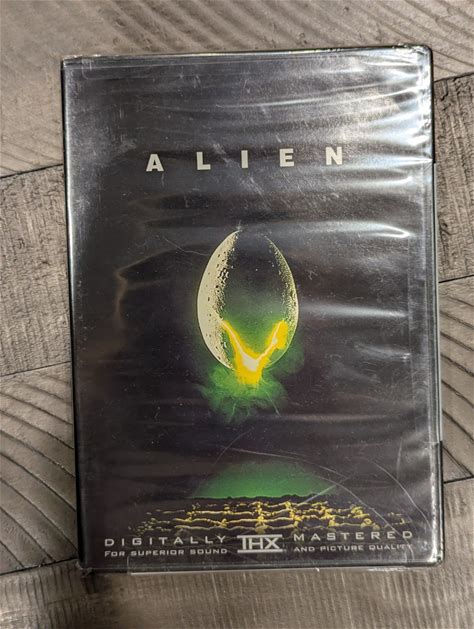 ALIEN
DIGITALLY THX MASTERED
FOR SUPERIOR SOUND AND PICTURE QUALITY